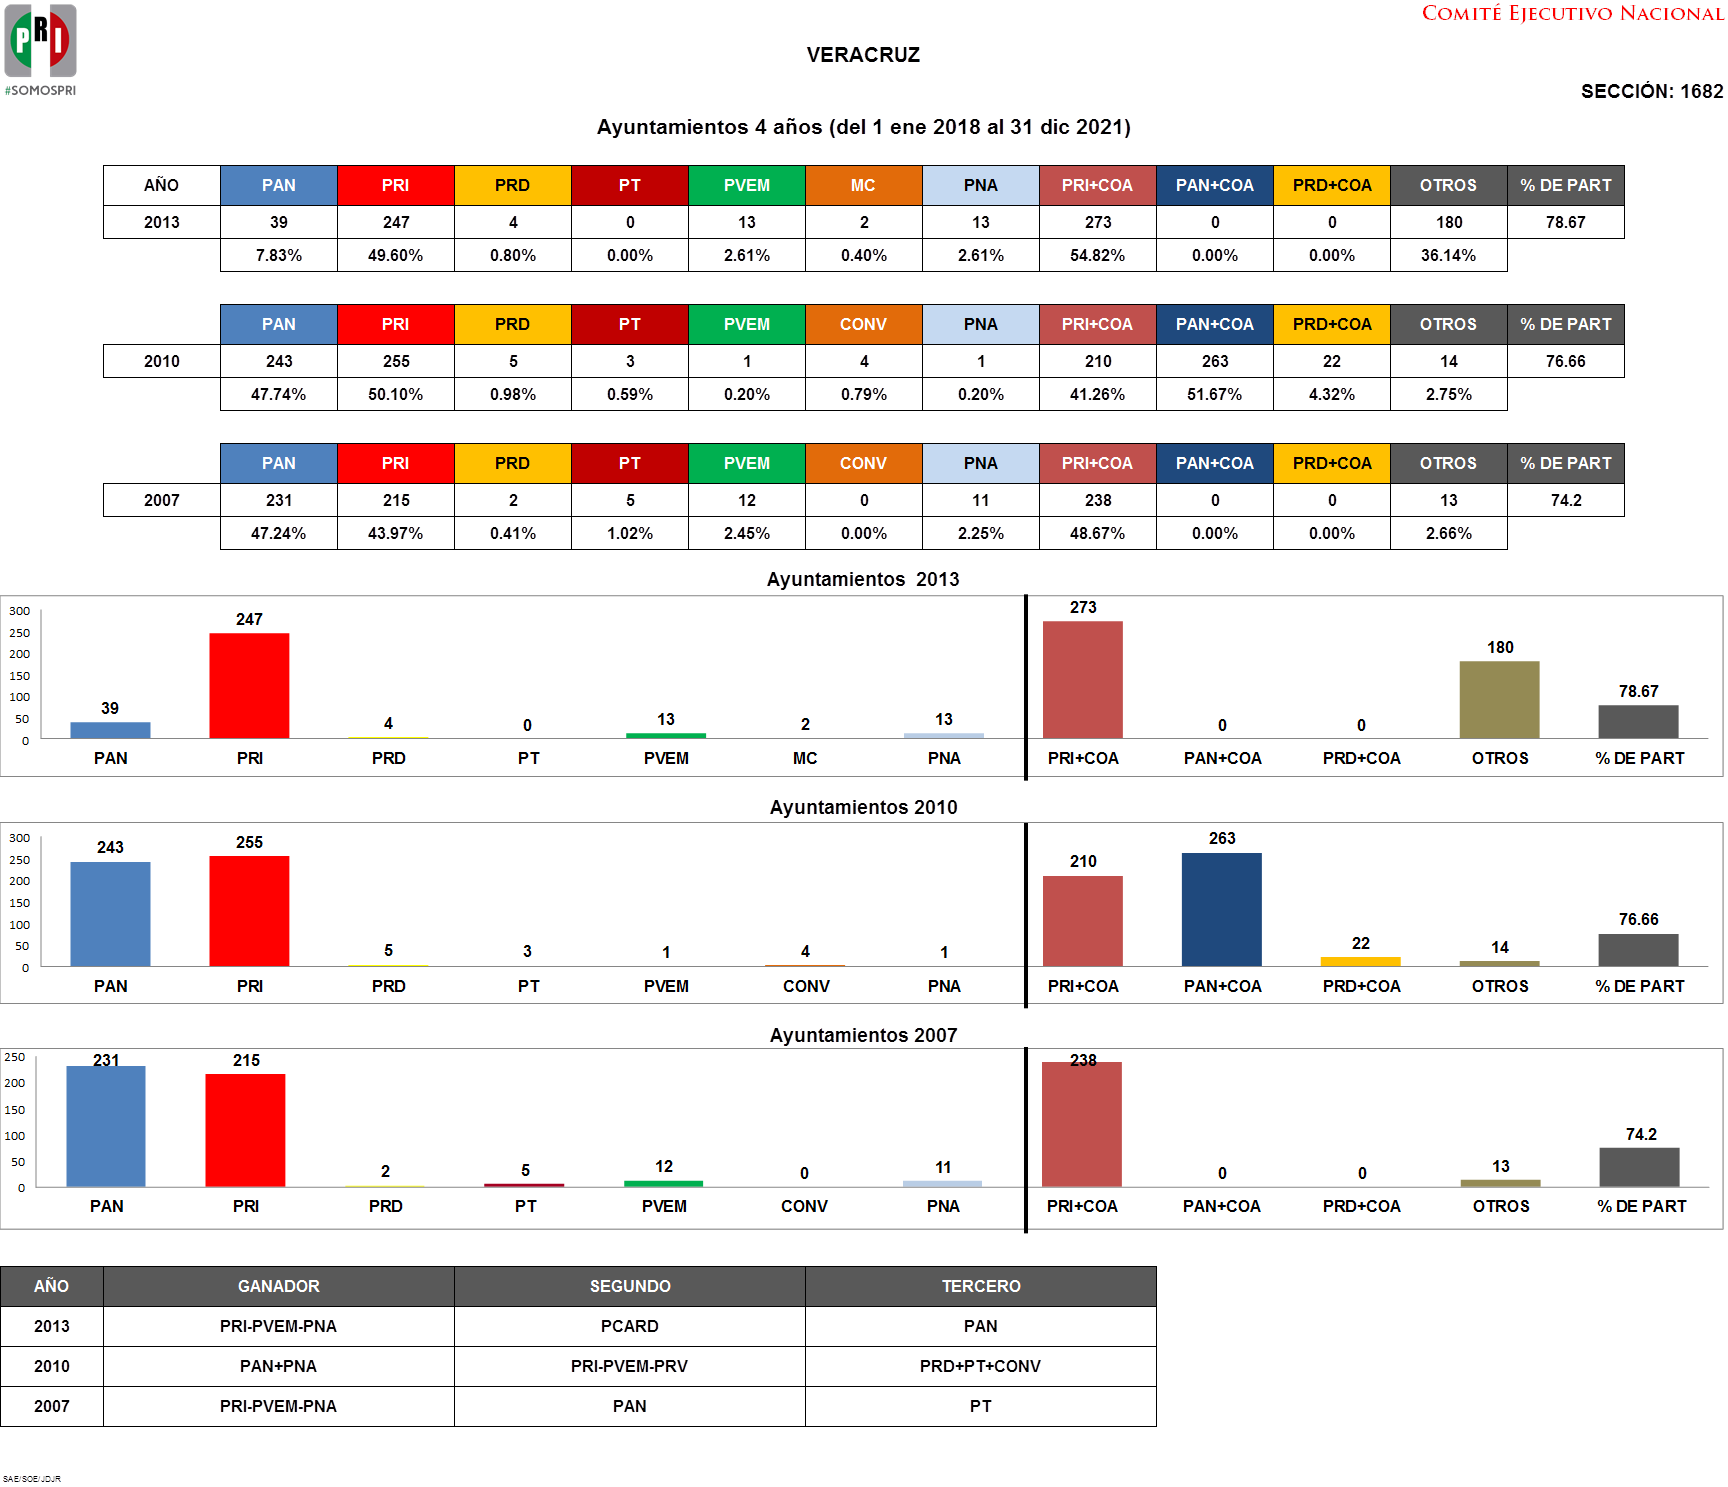 PRI
#SOMOSPRI
COMITÉ EJECUTIVO NACIONAL
VERACRUZ
SECCIÓN: 1682
Ayuntamientos 4 años (del 1 ene 2018 al 31 dic 2021)
AÑO PAN PRI PRD PT PVEM MC PNA PRI+COA PAN+COA PRD+COA OTROS % DE PART
2013 39 247 4 0 13 2 13 273 0 0 180 78.67
7.83% 49.60% 0.80% 0.00% 2.61% 0.40% 2.61% 54.82% 0.00% 0.00% 36.14%
PAN PRI PRD PT PVEM CONV PNA PRI+COA PAN+COA PRD+COA OTROS % DE PART
2010 243 255 5 3 1 4 1 210 263 22 14 76.66
47.74% 50.10% 0.98% 0.59% 0.20% 0.79% 0.20% 41.26% 51.67% 4.32% 2.75%
PAN PRI PRD PT PVEM CONV PNA PRI+COA PAN+COA PRD+COA OTROS % DE PART
2007 231 215 2 5 12 0 11 238 0 0 13 74.2
47.24% 43.97% 0.41% 1.02% 2.45% 0.00% 2.25% 48.67% 0.00% 0.00% 2.66%
Ayuntamientos 2013
300
250
200
150
100
50
0
39 247 4 0 13 2 13 273 0 0 180 78.67
PAN PRI PRD PT PVEM MC PNA PRI+COA PAN+COA PRD+COA OTROS % DE PART
Ayuntamientos 2010
300
250
200
150
100
50
0
243 255 5 3 1 4 1 210 263 22 14 76.66
PAN PRI PRD PT PVEM CONV PNA PRI+COA PAN+COA PRD+COA OTROS % DE PART
Ayuntamientos 2007
250
200
150
100
50
0
231 215 2 5 12 0 11 238 0 0 13 74.2
PAN PRI PRD PT PVEM CONV PNA PRI+COA PAN+COA PRD+COA OTROS % DE PART
AÑO GANADOR SEGUNDO TERCERO
2013 PRI-PVEM-PNA PCARD PAN
2010 PAN+PNA PRI-PVEM-PRV PRD+PT+CONV
2007 PRI-PVEM-PNA PAN PT
SAE/SOE/JDJR